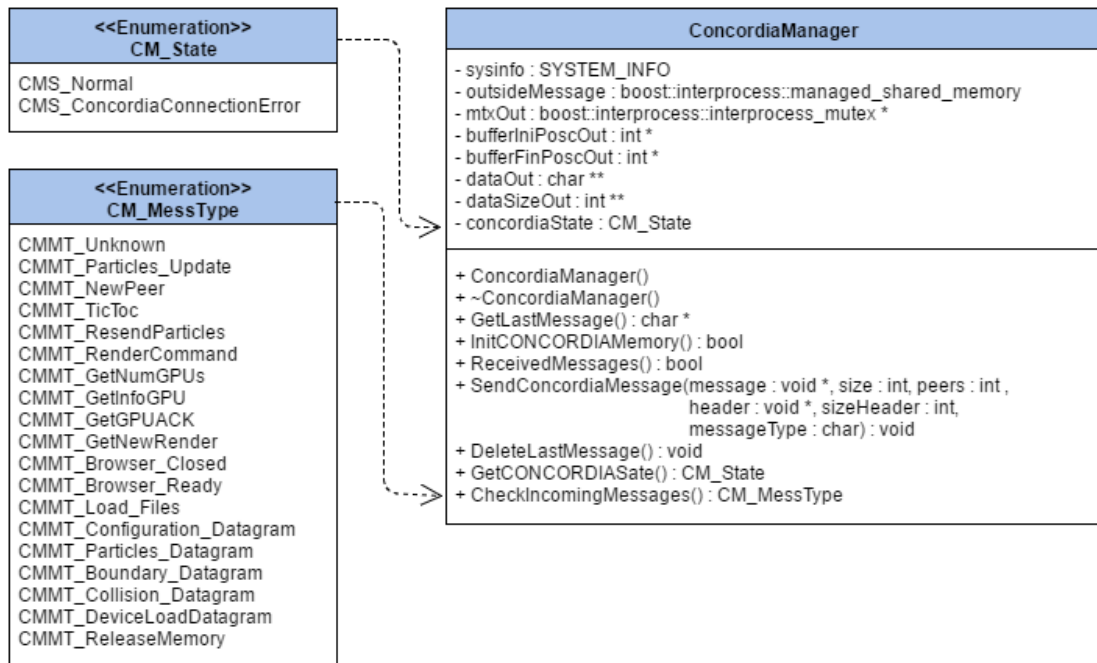 <<Enumeration>>
CM_State
CMS_Normal
CMS_ConcordiaConnectionError
<<Enumeration>>
CM_MessType
CMMT_Unknown
CMMT_Particles_Update
CMMT_NewPeer
CMMT_TicToc
CMMT_ResendParticles
CMMT_RenderCommand
CMMT_GetNumGPUs
CMMT_GetInfoGPU
CMMT_GetGPUACK
CMMT_GetNewRender
CMMT_Browser_Closed
CMMT_Browser_Ready
CMMT_Load_Files
CMMT_Configuration_Datagram
CMMT_Particles_Datagram
CMMT_Boundary_Datagram
CMMT_Collision_Datagram
CMMT_DeviceLoadDatagram
CMMT_ReleaseMemory
ConcordiaManager
- sysinfo : SYSTEM_INFO
- outsideMessage : boost::interprocess::managed_shared_memory
- mtxOut : boost::interprocess::interprocess_mutex *
- bufferIniPoscOut : int *
- bufferFinPoscOut : int *
- dataOut : char **
- dataSizeOut : int **
- concordiaState : CM_State
+ ConcordiaManager()
+ ~ConcordiaManager()
+ GetLastMessage() : char *
+ InitCONCORDIAMemory() : bool
+ ReceivedMessages() : bool
+ SendConcordiaMessage(message : void *, size : int, peers : int ,
header : void *, sizeHeader : int,
messageType : char) : void
+ DeleteLastMessage() : void
+ GetCONCORDIASate() : CM_State
+ CheckIncomingMessages() : CM_MessType